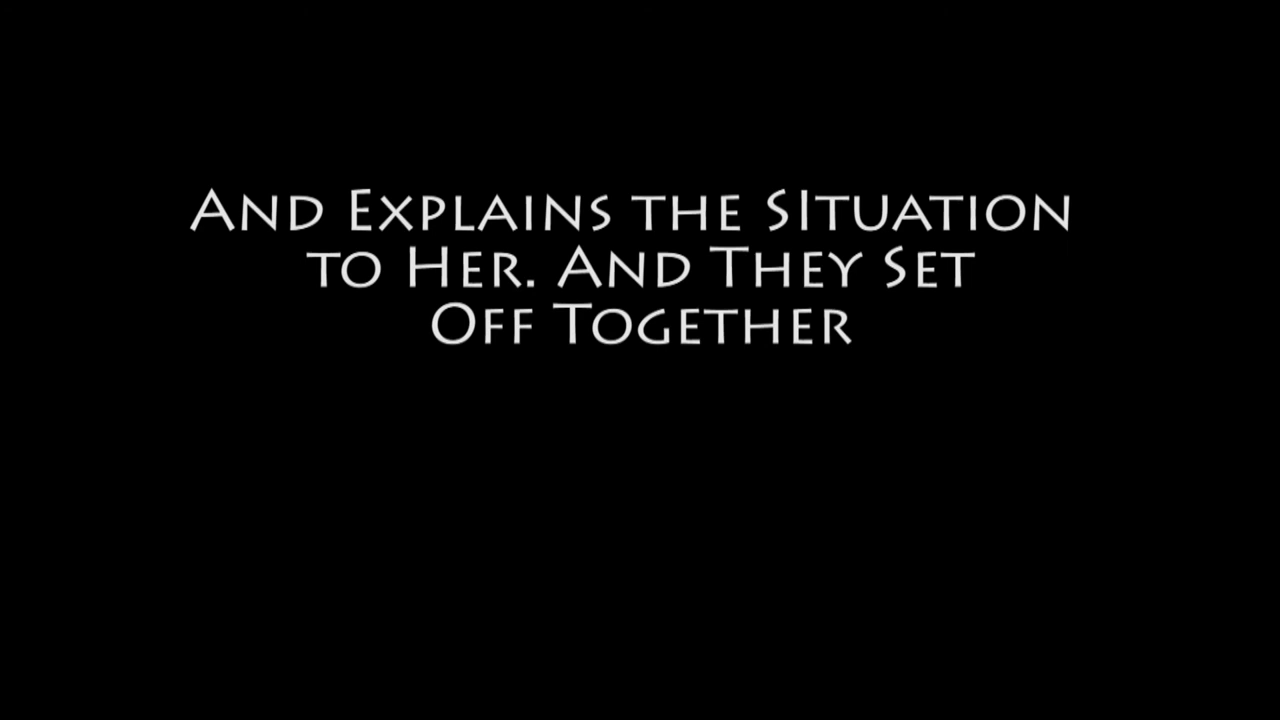 And Explains the SItuation
to Her. And They Set
Off Together